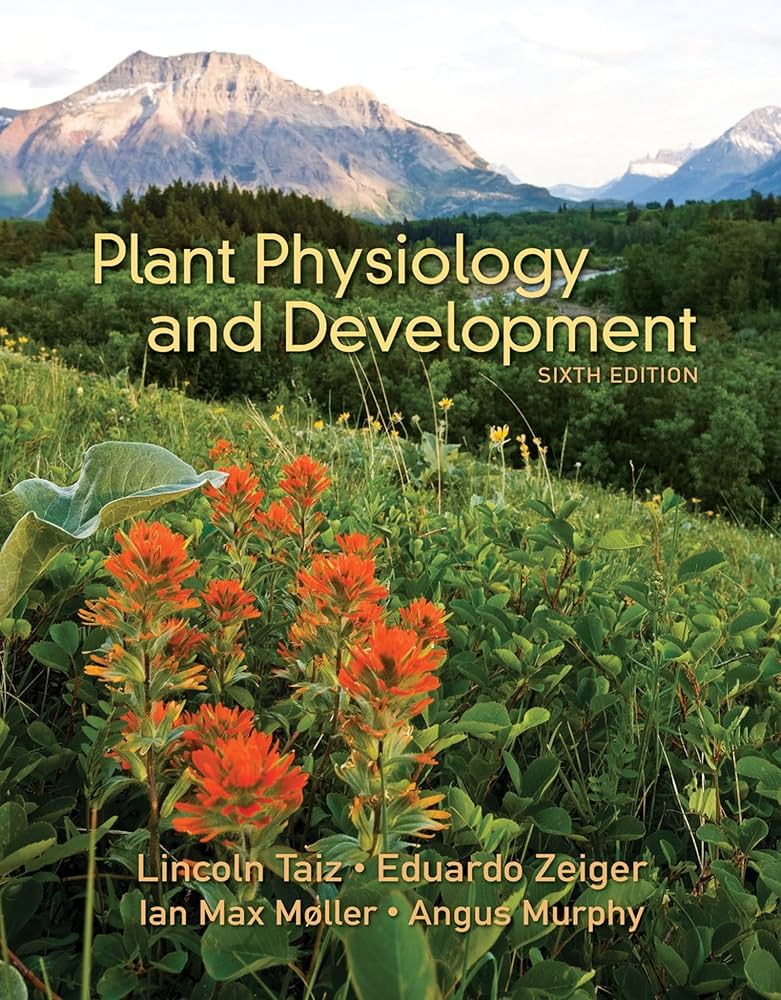 Plant Physiology
and Development
SIXTH EDITION
Lincoln Taiz • Eduardo Zeiger
Ian Max Møller • Angus Murphy